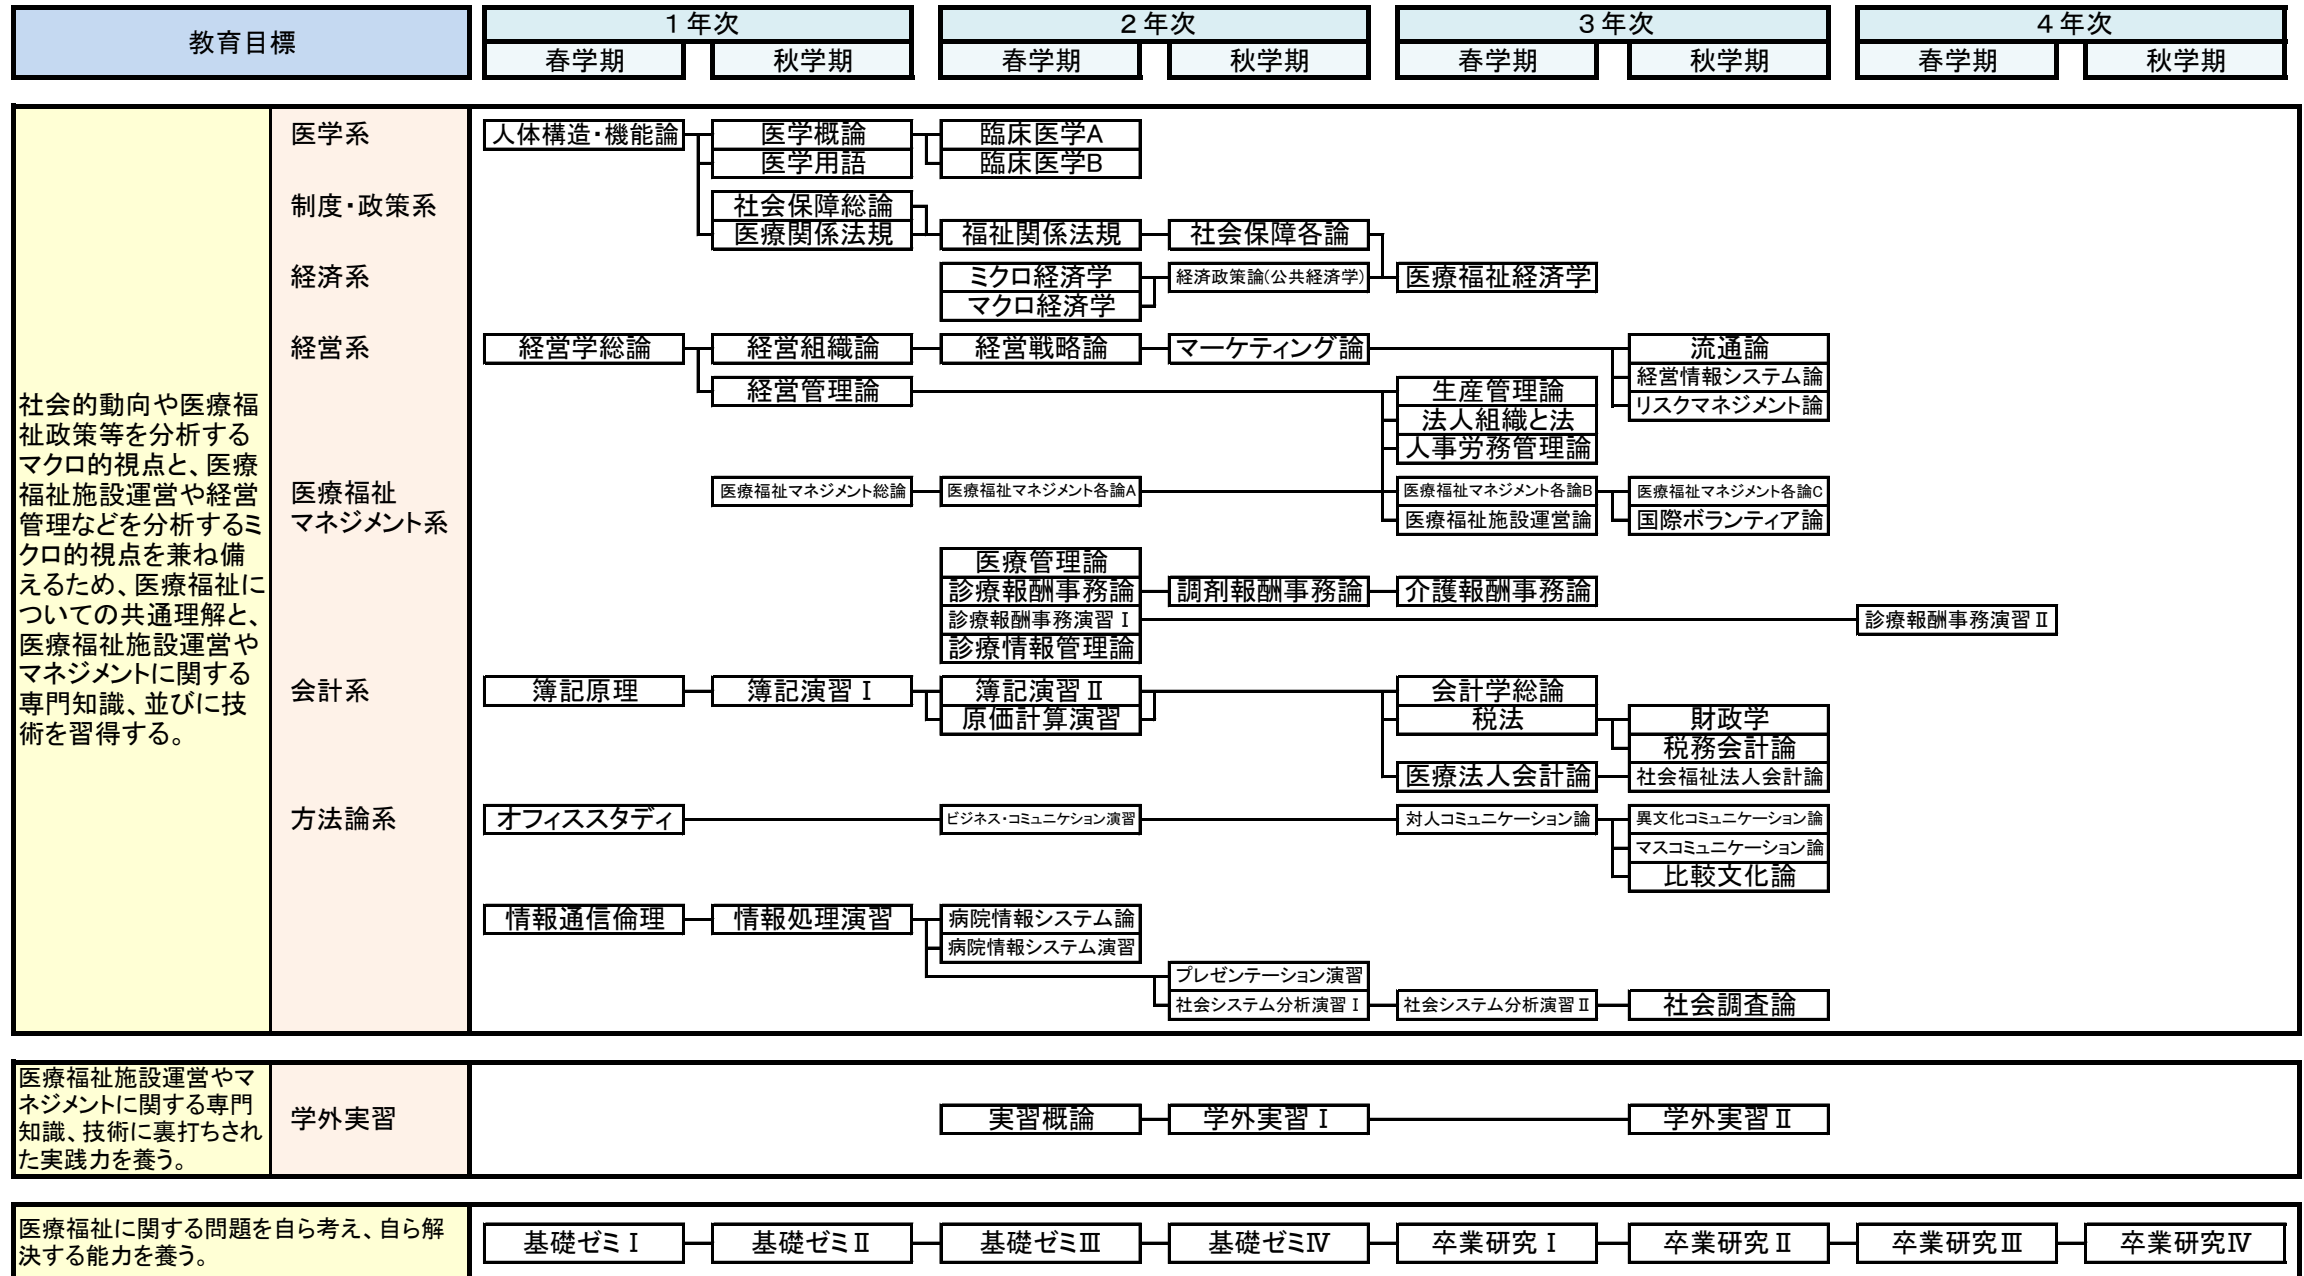 教育目標
１年次
２年次
３年次
４年次
春学期
秋学期
春学期
秋学期
春学期
秋学期
春学期
秋学期
社会的動向や医療福
祉政策等を分析する
マクロ的視点と、医療
福祉施設運営や経営
管理などを分析するミ
クロ的視点を兼ね備
えるため、医療福祉に
ついての共通理解と、
医療福祉施設運営や
マネジメントに関する
専門知識、並びに技
術を習得する。
医学系
人体構造・機能論
医学概論
臨床医学A
医学用語
臨床医学B
制度・政策系
社会保障総論
医療関係法規
福祉関係法規
社会保障各論
経済系
ミクロ経済学
経済政策論(公共経済学)
医療福祉経済学
マクロ経済学
経営系
経営学総論
経営組織論
経営戦略論
マーケティング論
流通論
経営情報システム論
経営管理論
生産管理論
リスクマネジメント論
法人組織と法
人事労務管理論
医療福祉
マネジメント系
医療福祉マネジメント総論
医療福祉マネジメント各論A
医療福祉マネジメント各論B
医療福祉マネジメント各論C
医療福祉施設運営論
国際ボランティア論
医療管理論
診療報酬事務論
調剤報酬事務論
介護報酬事務論
診療報酬事務演習Ⅰ
診療報酬事務演習Ⅱ
診療情報管理論
会計系
簿記原理
簿記演習Ⅰ
簿記演習Ⅱ
会計学総論
原価計算演習
税法
財政学
税務会計論
医療法人会計論
社会福祉法人会計論
方法論系
オフィススタディ
ビジネス・コミュニケション演習
対人コミュニケーション論
異文化コミュニケーション論
マスコミュニケーション論
比較文化論
情報通信倫理
情報処理演習
病院情報システム論
病院情報システム演習
プレゼンテーション演習
社会システム分析演習Ⅰ
社会システム分析演習Ⅱ
社会調査論
医療福祉施設運営やマ
ネジメントに関する専門
知識、技術に裏打ちされ
た実践力を養う。
学外実習
実習概論
学外実習Ⅰ
学外実習Ⅱ
医療福祉に関する問題を自ら考え、自ら解
決する能力を養う。
基礎ゼミⅠ
基礎ゼミⅡ
基礎ゼミⅢ
基礎ゼミⅣ
卒業研究Ⅰ
卒業研究Ⅱ
卒業研究Ⅲ
卒業研究Ⅳ